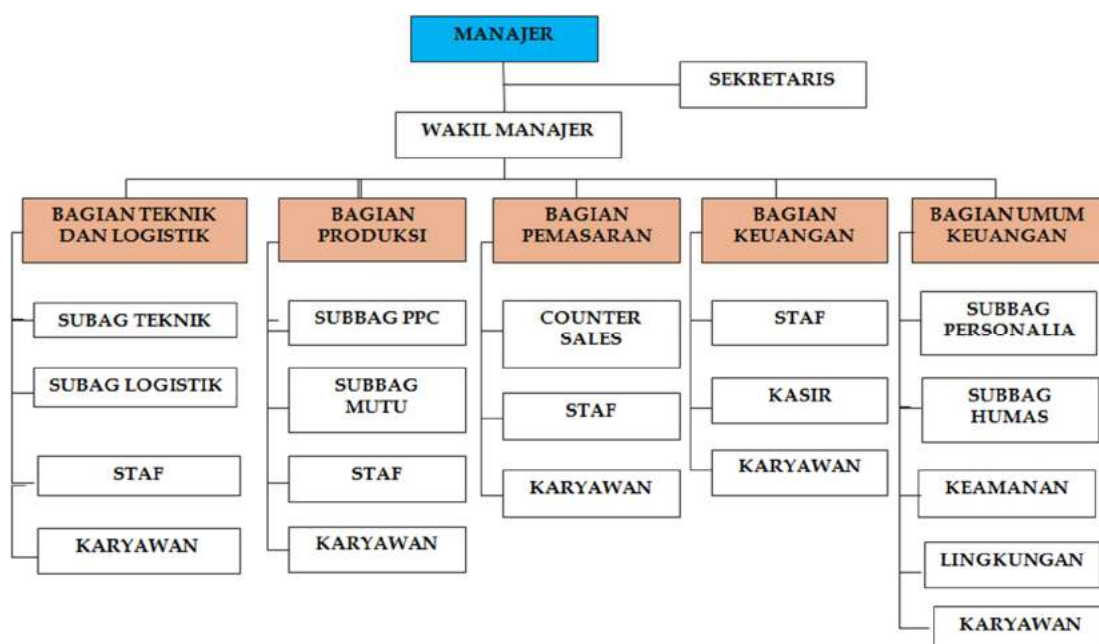 MANAJER
SEKRETARIS
WAKIL MANAJER
BAGIAN TEKNIK
DAN LOGISTIK
SUBAG TEKNIK
SUBAG LOGISTIK
STAF
KARYAWAN
BAGIAN
PRODUKSI
SUBBAG PPC
SUBBAG
MUTU
STAF
KARYAWAN
BAGIAN
PEMASARAN
COUNTER
SALES
STAF
KARYAWAN
BAGIAN
KEUANGAN
STAF
KASIR
KARYAWAN
BAGIAN UMUM
KEUANGAN
SUBBAG
PERSONALIA
SUBBAG
HUMAS
KEAMANAN
LINGKUNGAN
KARYAWAN